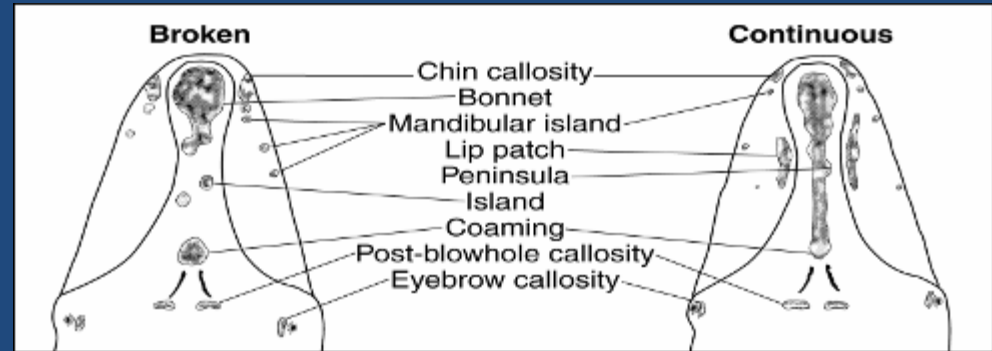 Broken
Continuous
Chin callosity
Bonnet
Mandibular island
Lip patch
Peninsula
Island
Coaming
Post-blowhole callosity
Eyebrow callosity